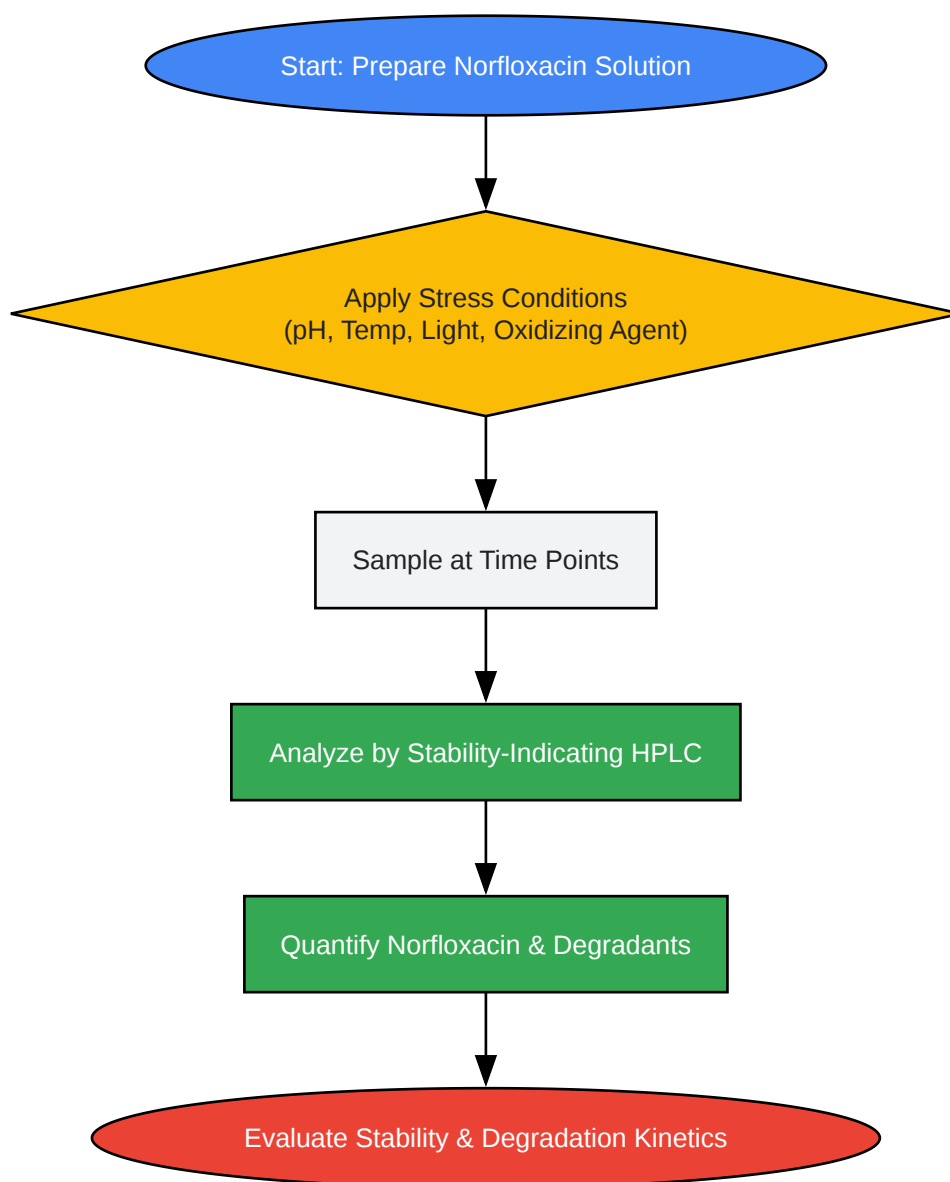 Start: Prepare Norfloxacin Solution
Apply Stress Conditions
(pH, Temp, Light, Oxidizing Agent)
Sample at Time Points
Analyze by Stability-Indicating HPLC
Quantify Norfloxacin & Degradants
Evaluate Stability & Degradation Kinetics